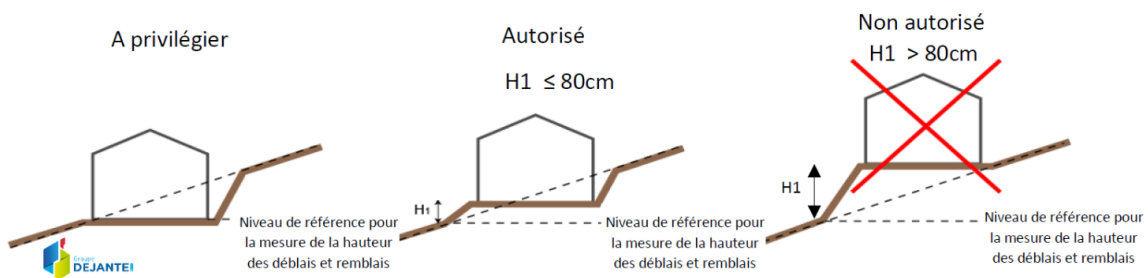 A privilégier
Niveau de référence pour
la mesure de la hauteur
des déblais et remblais
Groupe
DEJANTE
Autorisé
H1 ≤ 80cm
H1
Niveau de référence pour
la mesure de la hauteur
des déblais et remblais
Non autorisé
H1 > 80cm
H1
Niveau de référence pour
la mesure de la hauteur
des déblais et remblais